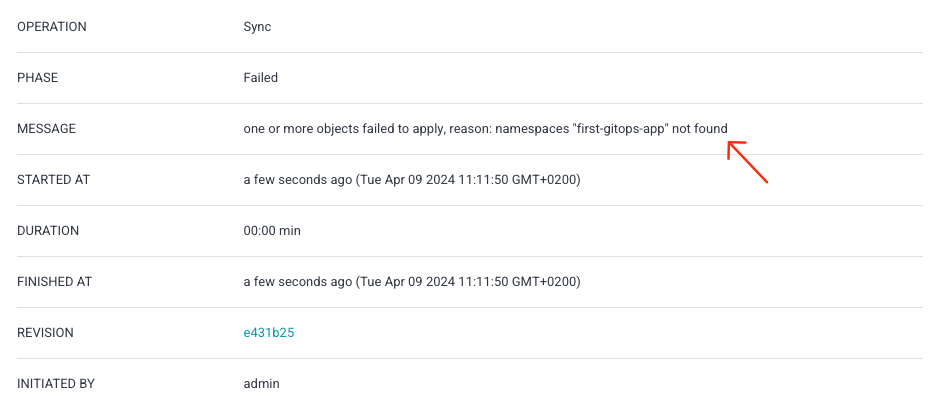 OPERATION Sync
PHASE Failed
MESSAGE one or more objects failed to apply, reason: namespaces "first-gitops-app" not found
STARTED AT a few seconds ago (Tue Apr 09 2024 11:11:50 GMT+0200)
DURATION 00:00 min
FINISHED AT a few seconds ago (Tue Apr 09 2024 11:11:50 GMT+0200)
REVISION e431b25
INITIATED BY admin